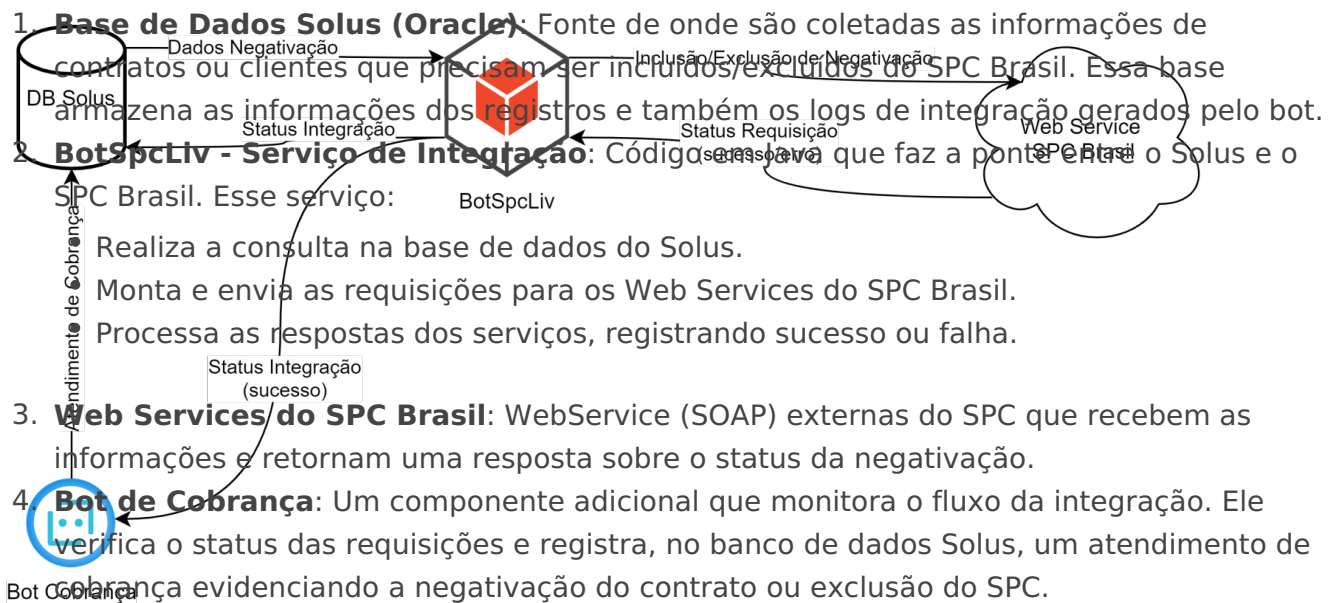 1. Base de Dados Solus (Oracle): Fonte de onde são coletadas as informações de
Dados Negativação
Inclusão/Exclusão de Negativação
contratos ou clientes que precisam ser incluídos/excluídos do SPC Brasil. Essa base
DB Solus
armazena as informações dos registros e também os logs de integração gerados pelo bot.
Status Integração
Status Requisição
(sucesso/erro)
Web Service
SPC Brasil
2. BotSpcLiv - Serviço de Integração: Código em Java que faz a ponte entre o Solus e o
SPC Brasil. Esse serviço:
BotSpcLiv
Atendimento de Cobrança
Realiza a consulta na base de dados do Solus.
Monta e envia as requisições para os Web Services do SPC Brasil.
Processa as respostas dos serviços, registrando sucesso ou falha.
Status Integração
(sucesso)
3. Web Services do SPC Brasil: WebService (SOAP) externas do SPC que recebem as
informações e retornam uma resposta sobre o status da negativação.
4. Bot de Cobrança: Um componente adicional que monitora o fluxo da integração. Ele
verifica o status das requisições e registra, no banco de dados Solus, um atendimento de
cobrança evidenciando a negativação do contrato ou exclusão do SPC.
Bot Cobrança